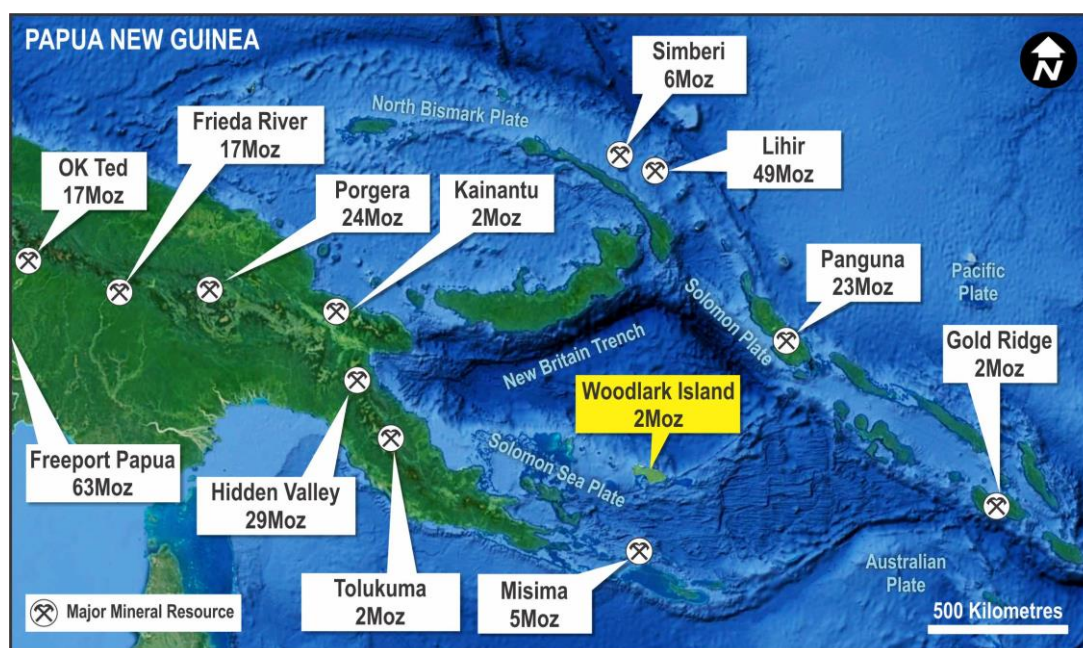 PAPUA NEW GUINEA
N
Simberi
6Moz
North Bismark Plate
Frieda River
17Moz
Lihir
49Moz
OK Ted
17Moz
Porgera
24Moz
Kainantu
2Moz
Panguna
23Moz
Pacific
Plate
Solomon Plate
Gold Ridge
2Moz
New Britain Trench
Woodlark Island
2Moz
Freeport Papua
63Moz
Solomon Sea Plate
Hidden Valley
29Moz
Australian
Plate
Tolukuma
2Moz
Misima
5Moz
Major Mineral Resource
500 Kilometres